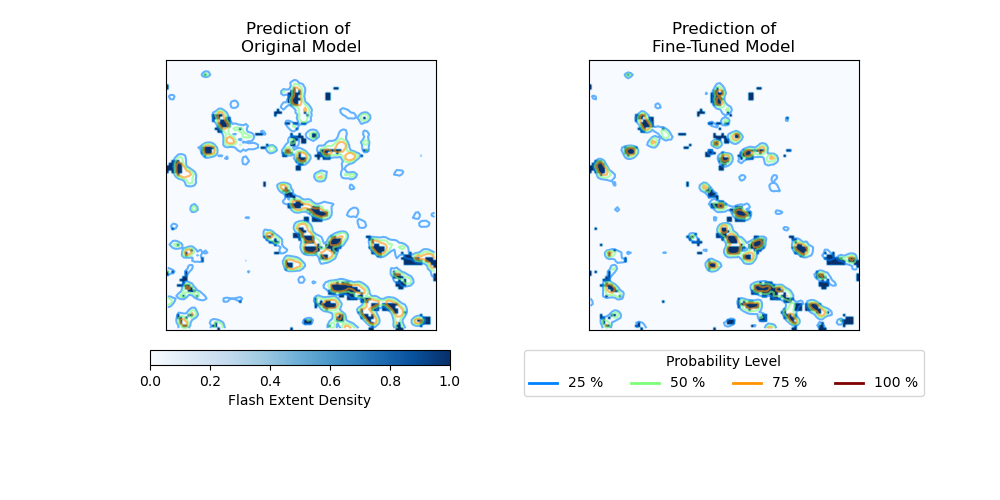 Prediction of
Original Model
Prediction of
Fine-Tuned Model
0.0 0.2 0.4 0.6 0.8 1.0
Flash Extent Density
Probability Level
25 % 50 % 75 % 100 %